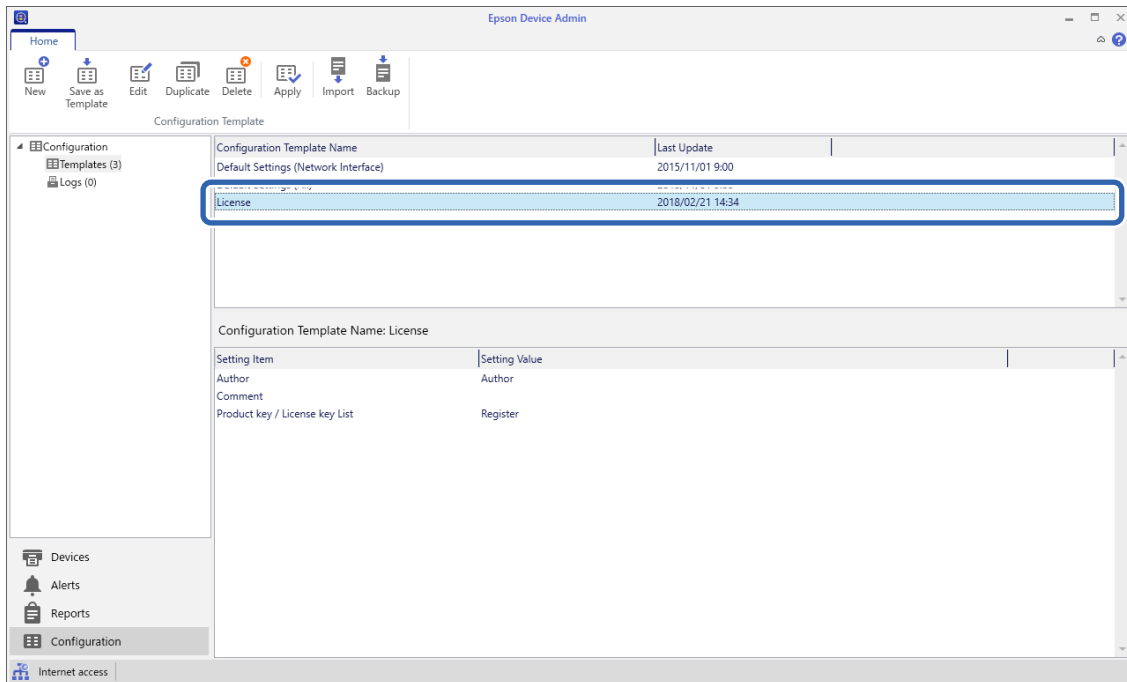 Epson Device Admin
Home
New
Save as Template
Edit
Duplicate
Delete
Apply
Import
Backup
Configuration Template
Configuration
Templates (3)
Logs (0)
Configuration Template Name Last Update
Default Settings (Network Interface) 2015/11/01 9:00
License 2018/02/21 14:34
Configuration Template Name: License
Setting Item Setting Value
Author Author
Comment
Product key / License key List Register
Devices
Alerts
Reports
Configuration
Internet access